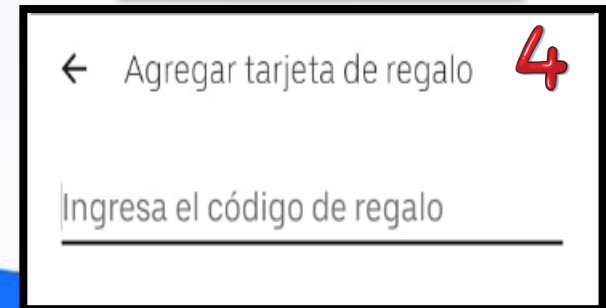 ← Agregar tarjeta de regalo 4
Ingresa el código de regalo